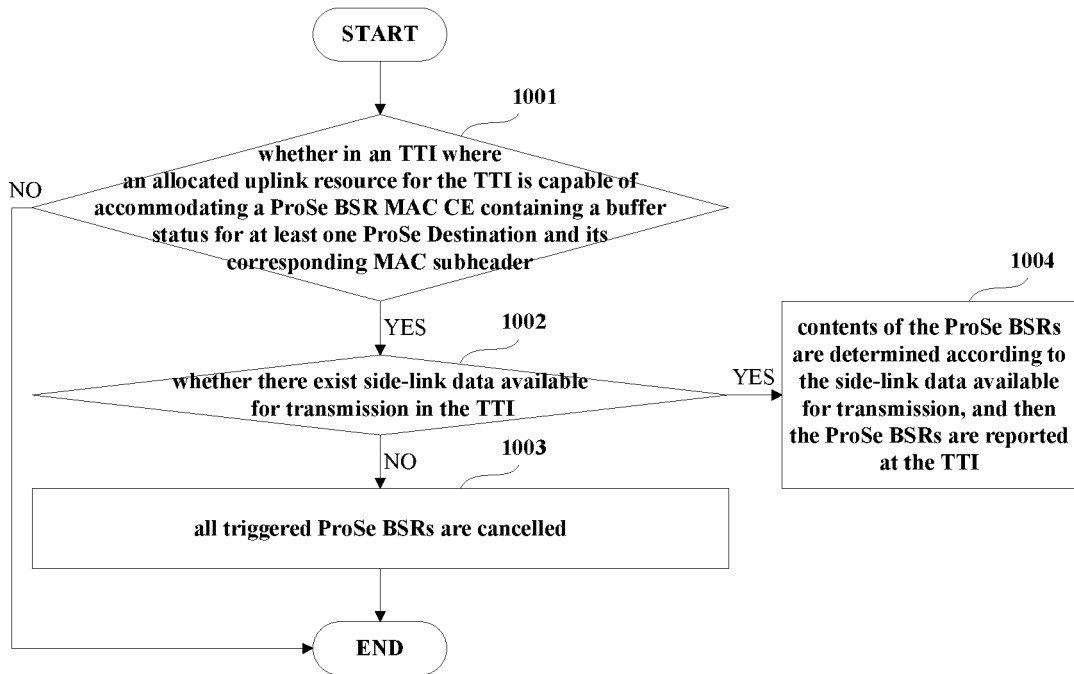 START
1001
whether in an TTI where
an allocated uplink resource for the TTI is capable of
accommodating a ProSe BSR MAC CE containing a buffer
status for at least one ProSe Destination and its
corresponding MAC subheader
NO
YES
1002
whether there exist side-link data available
for transmission in the TTI
YES
1004
contents of the ProSe BSRs
are determined according to
the side-link data available
for transmission, and then
the ProSe BSRs are reported
at the TTI
NO
1003
all triggered ProSe BSRs are cancelled
END